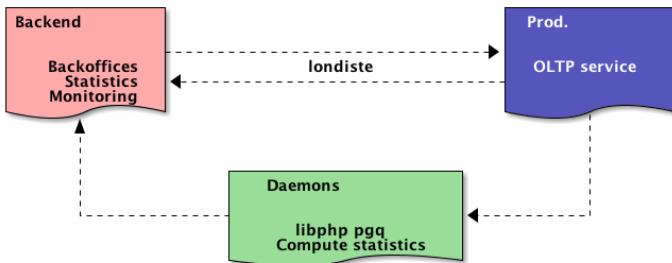 Backend
Backoffices
Statistics
Monitoring
londiste
Prod.
OLTP service
Daemons
libphp pgq
Compute statistics